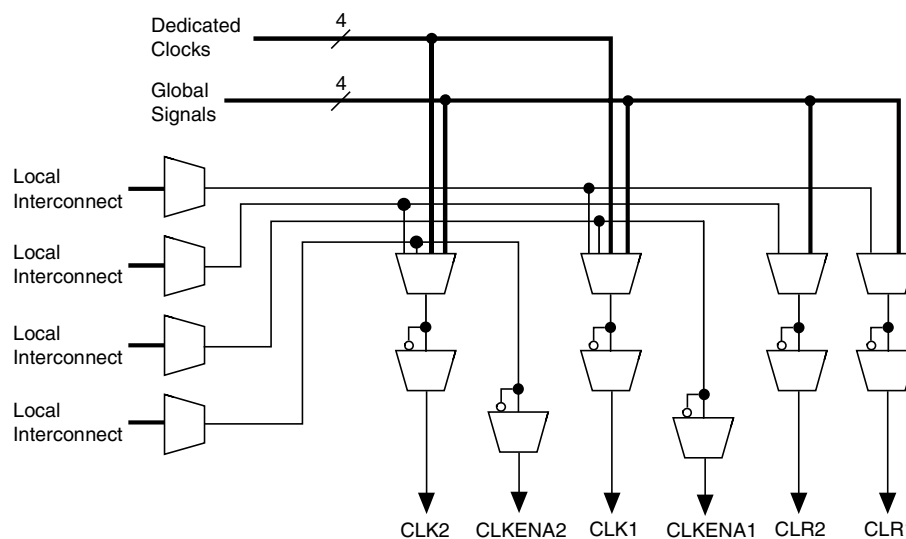 Dedicated
Clocks
4
Global
Signals
4
Local
Interconnect
Local
Interconnect
Local
Interconnect
Local
Interconnect
CLK2
CLKENA2
CLK1
CLKENA1
CLR2
CLR